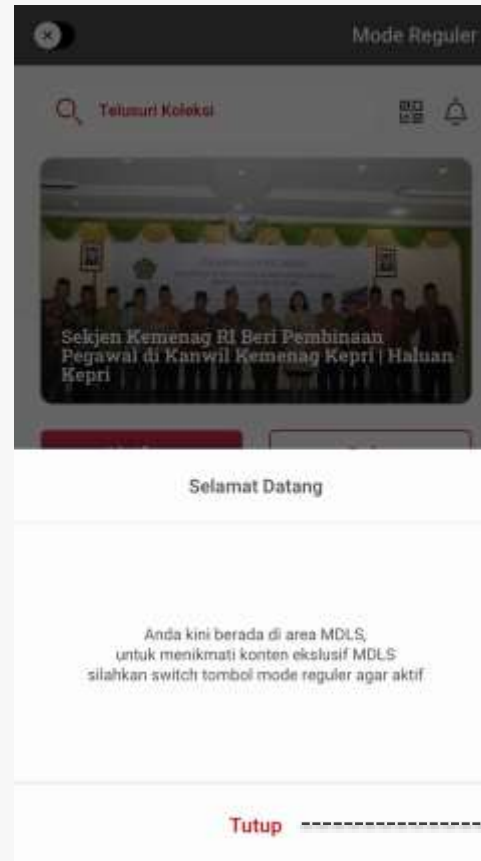 Mode Reguler
Telusuri Koleksi
Sekjen Kemenag RI Beri Pembinaan
Pegawai di Kanwil Kemenag Kepri | Haluan
Kepri
Selamat Datang
Anda kini berada di area MDLS,
untuk menikmati konten ekslusif MDLS
silahkan switch tombol mode reguler agar aktif
Tutup